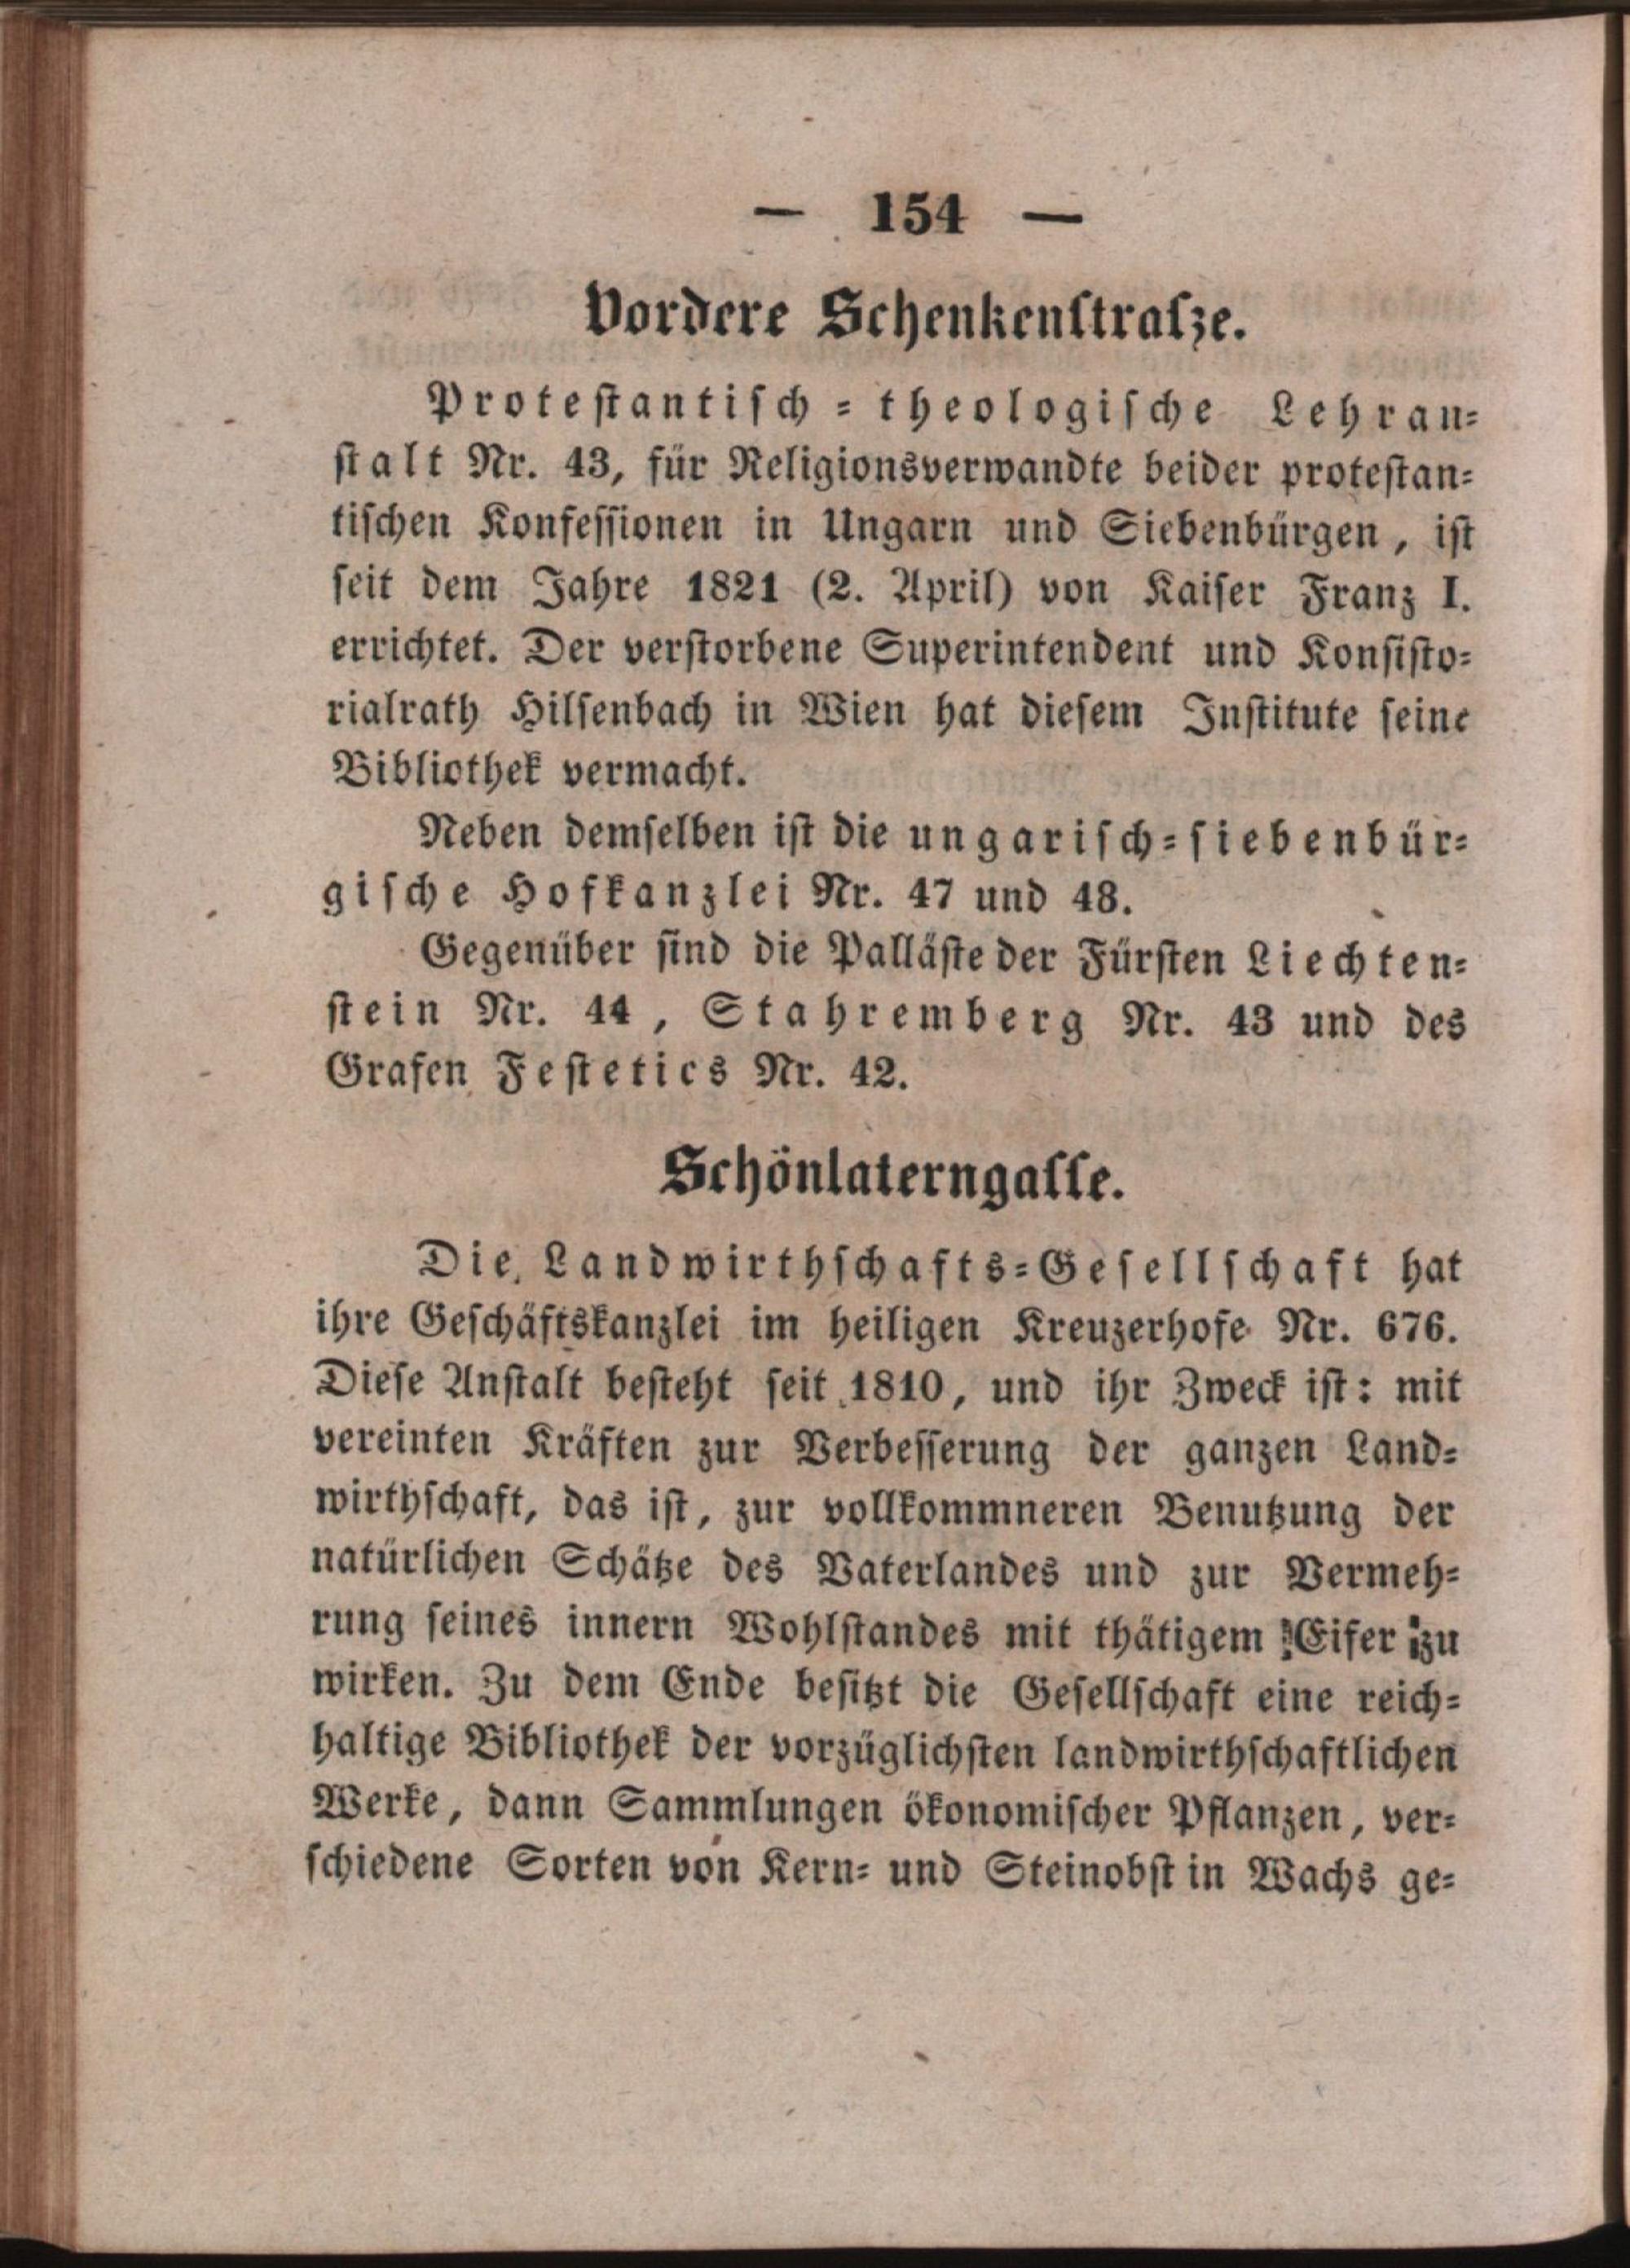 — 154 —
Vordere Schenkenſtraſze.
Proteſtantiſch = theologiſche Lehran=
ſtalt Nr. 43, für Religionsverwandte beider proteſtan=
tiſchen Konfeſſionen in Ungarn und Siebenbürgen, iſt
ſeit dem Jahre 1821 (2. April) von Kaiſer Franz I.
errichtet. Der verſtorbene Superintendent und Konſiſto=
rialrath Hilſenbach in Wien hat dieſem Inſtitute ſeine
Bibliothek vermacht.
Neben demſelben iſt die ungariſch=ſiebenbür=
giſche Hofkanzlei Nr. 47 und 48.
Gegenüber ſind die Palläſte der Fürſten Liechten=
ſtein Nr. 44, Stahremberg Nr. 43 und des
Grafen Feſtetics Nr. 42.
Schönlaterngaſſe.
Die Landwirthſchafts=Geſellſchaft hat
ihre Geſchäftskanzlei im heiligen Kreuzerhofe Nr. 676.
Dieſe Anſtalt beſteht ſeit 1810, und ihr Zweck iſt: mit
vereinten Kräften zur Verbeſſerung der ganzen Land=
wirthſchaft, das iſt, zur vollkommneren Benutzung der
natürlichen Schätze des Vaterlandes und zur Vermeh=
rung ſeines innern Wohlſtandes mit thätigem Eifer zu
wirken. Zu dem Ende beſitzt die Geſellſchaft eine reich=
haltige Bibliothek der vorzüglichſten landwirthſchaftlichen
Werke, dann Sammlungen ökonomiſcher Pflanzen, ver=
ſchiedene Sorten von Kern= und Steinobſt in Wachs ge=